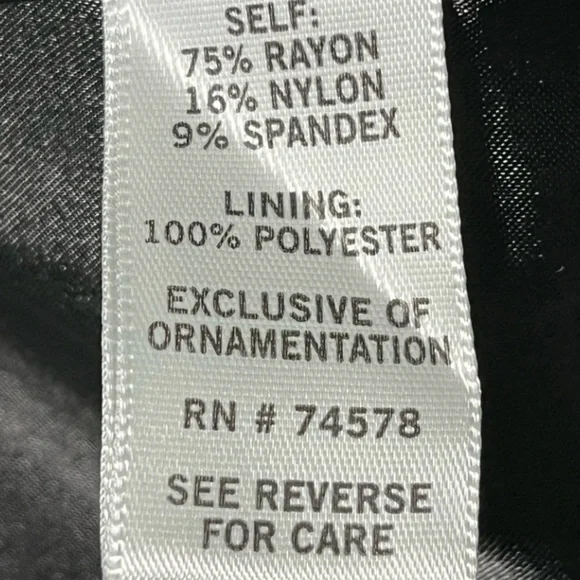 SELF:
75% RAYON
16% NYLON
9% SPANDEX
LINING:
100% POLYESTER
EXCLUSIVE OF
ORNAMENTATION
RN # 74578
SEE REVERSE
FOR CARE